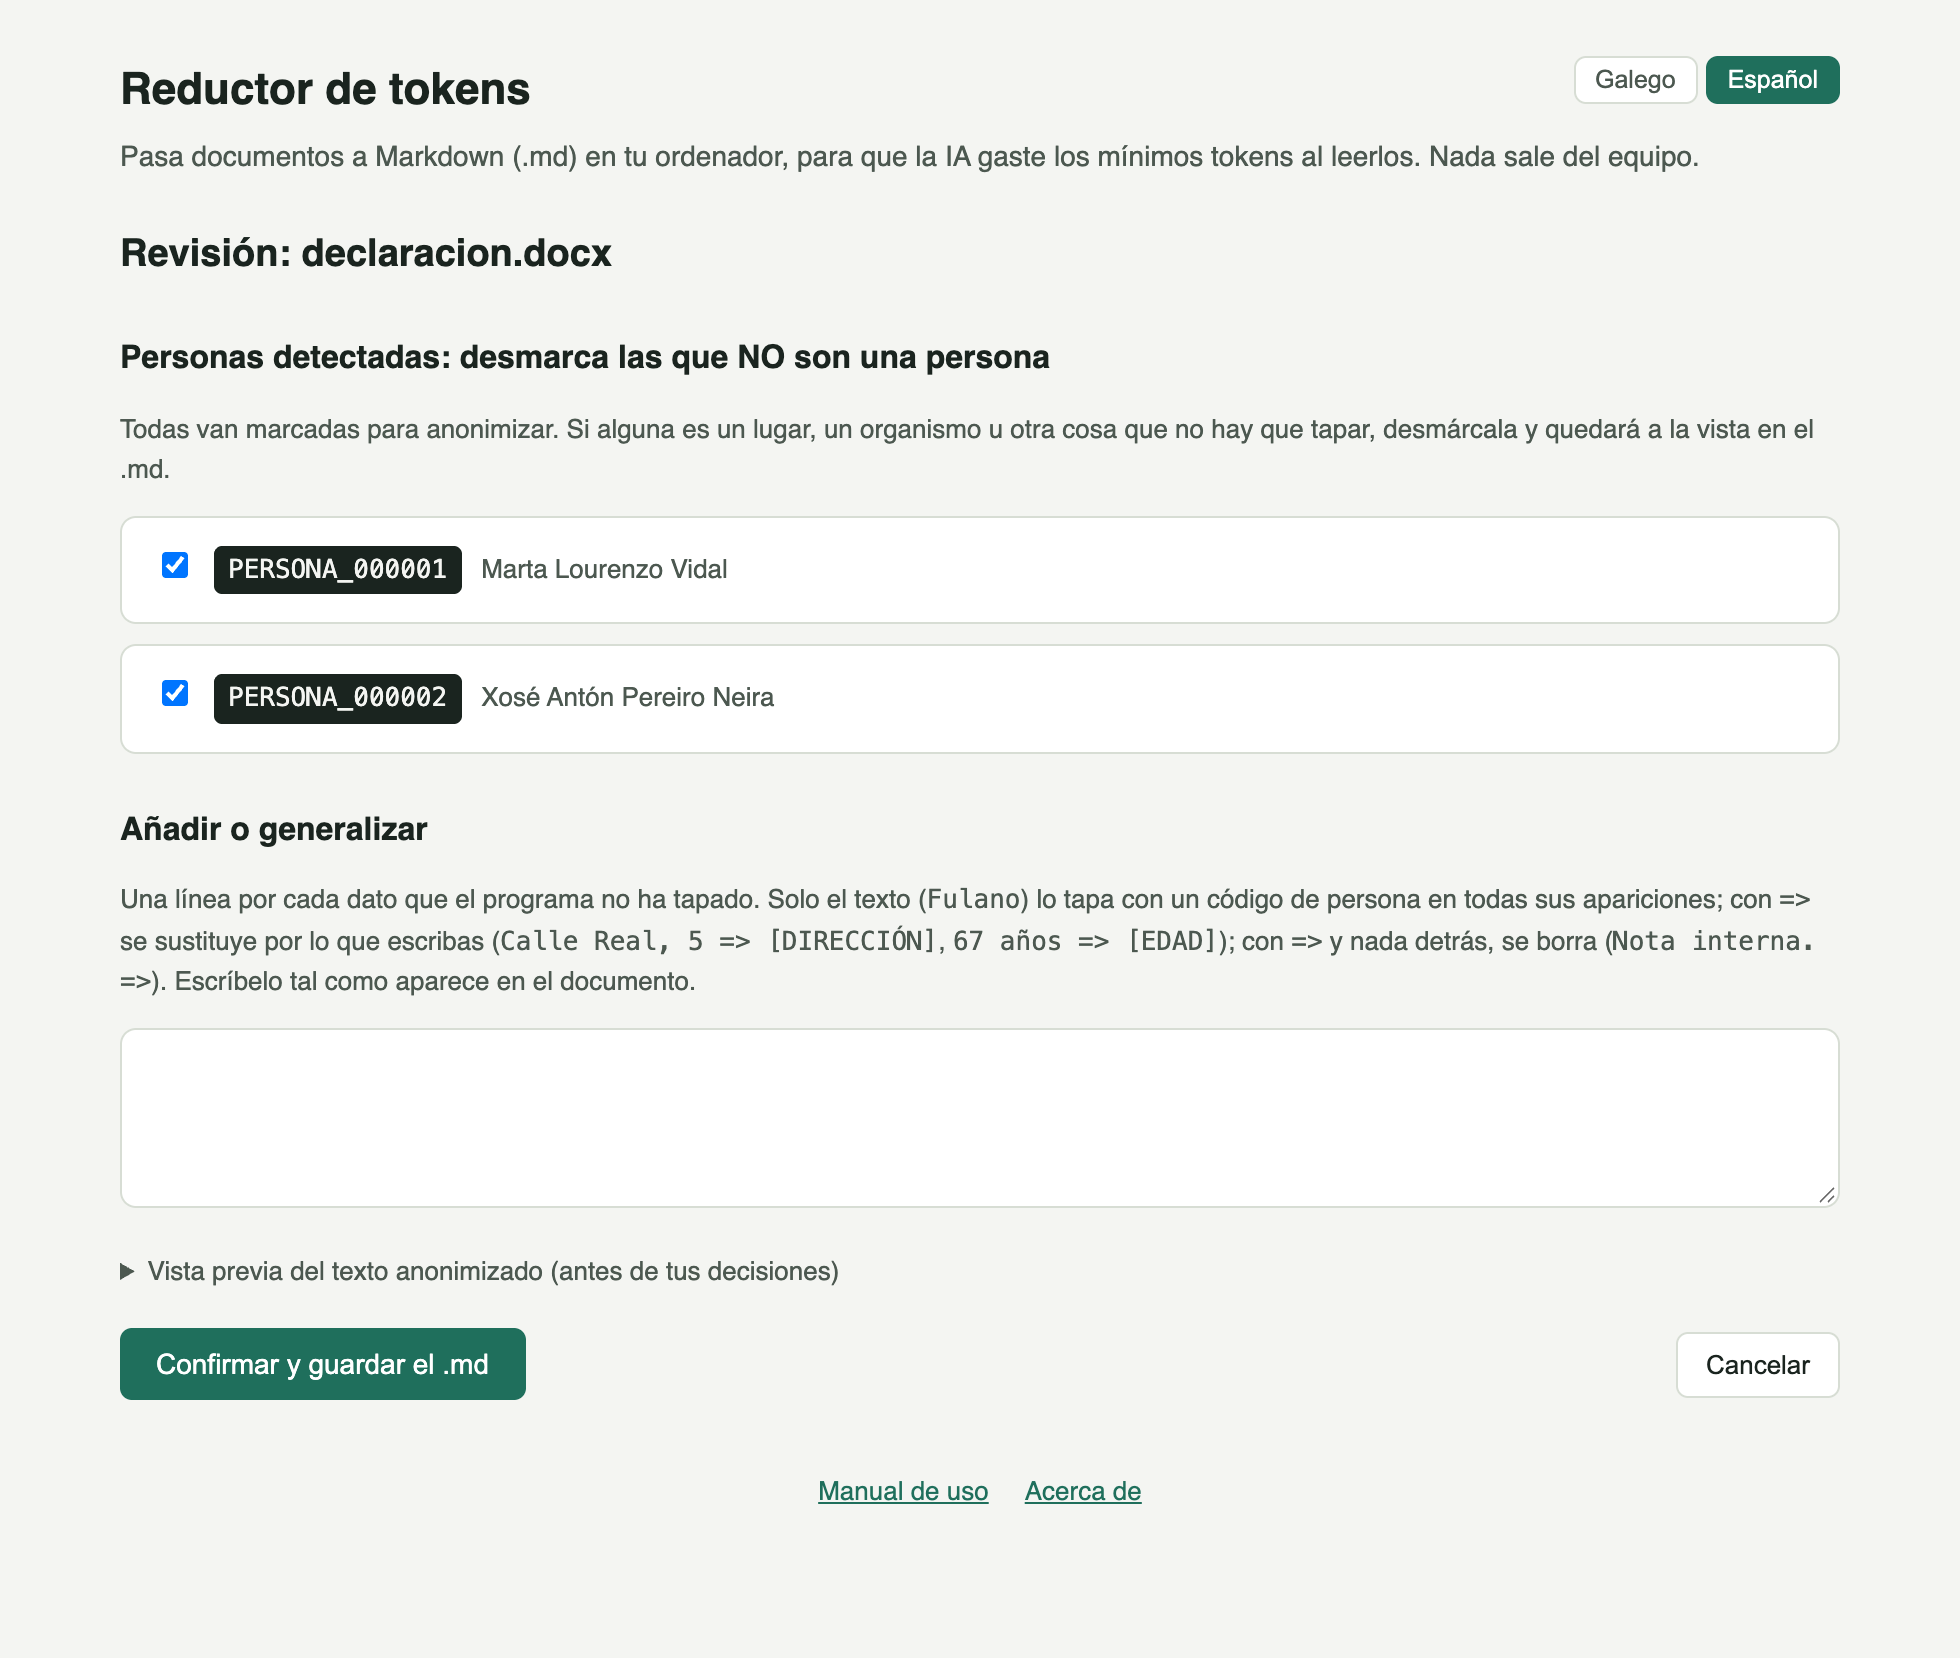 Reductor de tokens
Galego
Español
Pasa documentos a Markdown (.md) en tu ordenador, para que la IA gaste los mínimos tokens al leerlos. Nada sale del equipo.
Revisión: declaracion.docx
Personas detectadas: desmarca las que NO son una persona
Todas van marcadas para anonimizar. Si alguna es un lugar, un organismo u otra cosa que no hay que tapar, desmárcala y quedará a la vista en el
.md.
PERSONA_000001 Marta Lourenzo Vidal
PERSONA_000002 Xosé Antón Pereiro Neira
Añadir o generalizar
Una línea por cada dato que el programa no ha tapado. Solo el texto (Fulano) lo tapa con un código de persona en todas sus apariciones; con =>
se sustituye por lo que escribas (Calle Real, 5 => [DIRECCIÓN], 67 años => [EDAD]); con => y nada detrás, se borra (Nota interna.
=>). Escríbelo tal como aparece en el documento.
Vista previa del texto anonimizado (antes de tus decisiones)
Confirmar y guardar el .md
Cancelar
Manual de uso
Acerca de